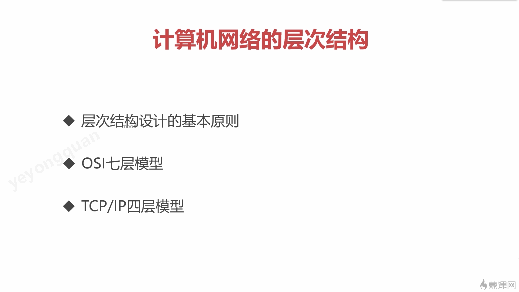 计算机网络的层次结构
◆ 层次结构设计的基本原则
◆ OSI七层模型
◆ TCP/IP四层模型
yeyongquan
慕课网